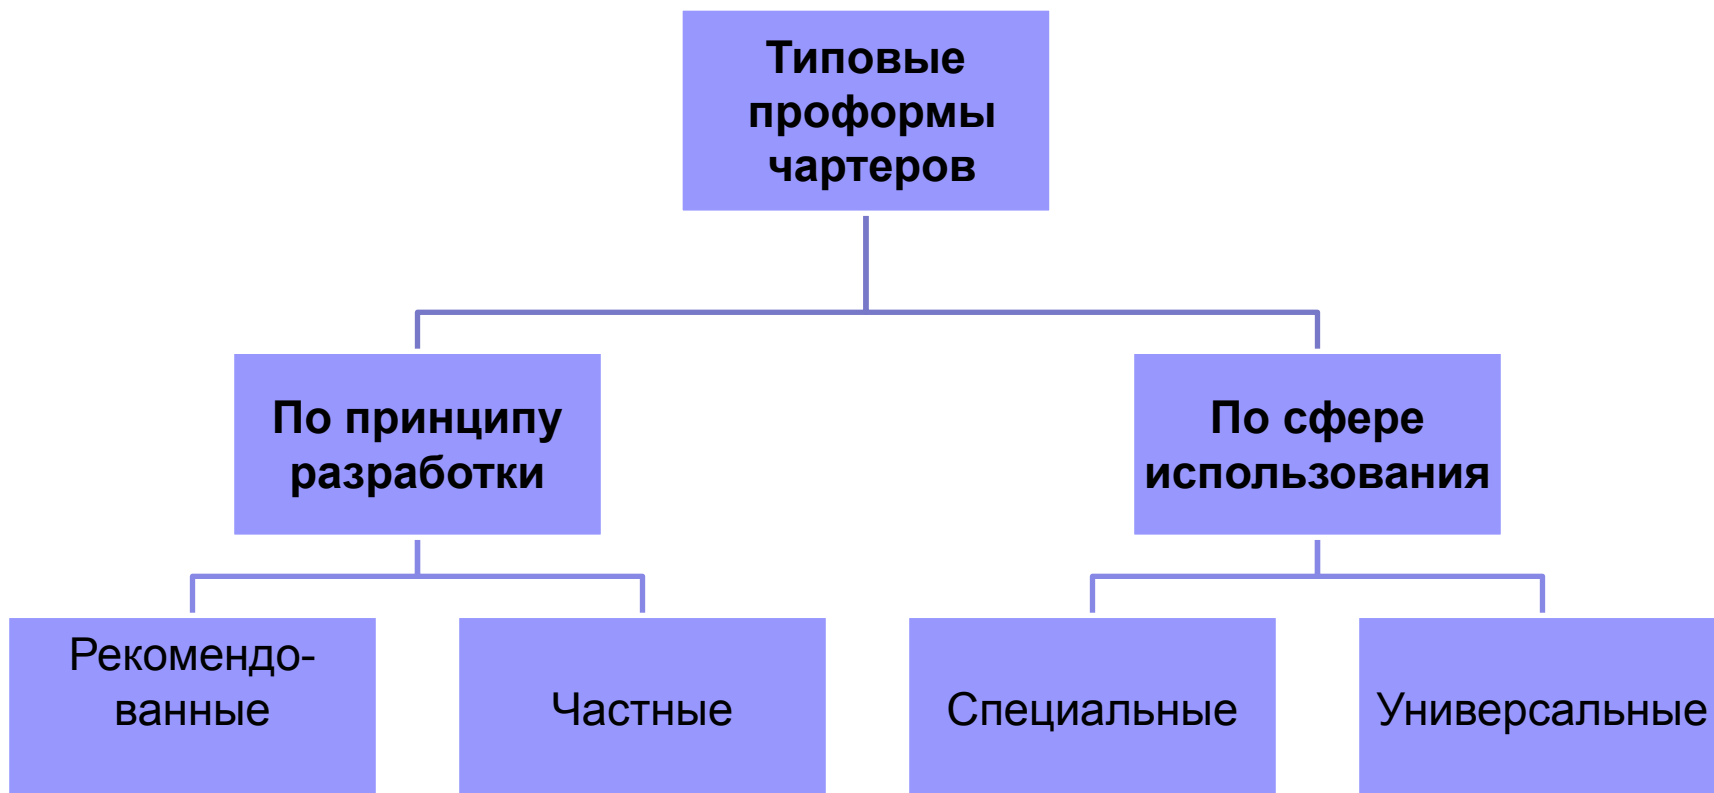 Типовые
проформы
чартеров
По принципу
разработки
По сфере
использования
Рекомендо-
ванные
Частные
Специальные
Универсальные